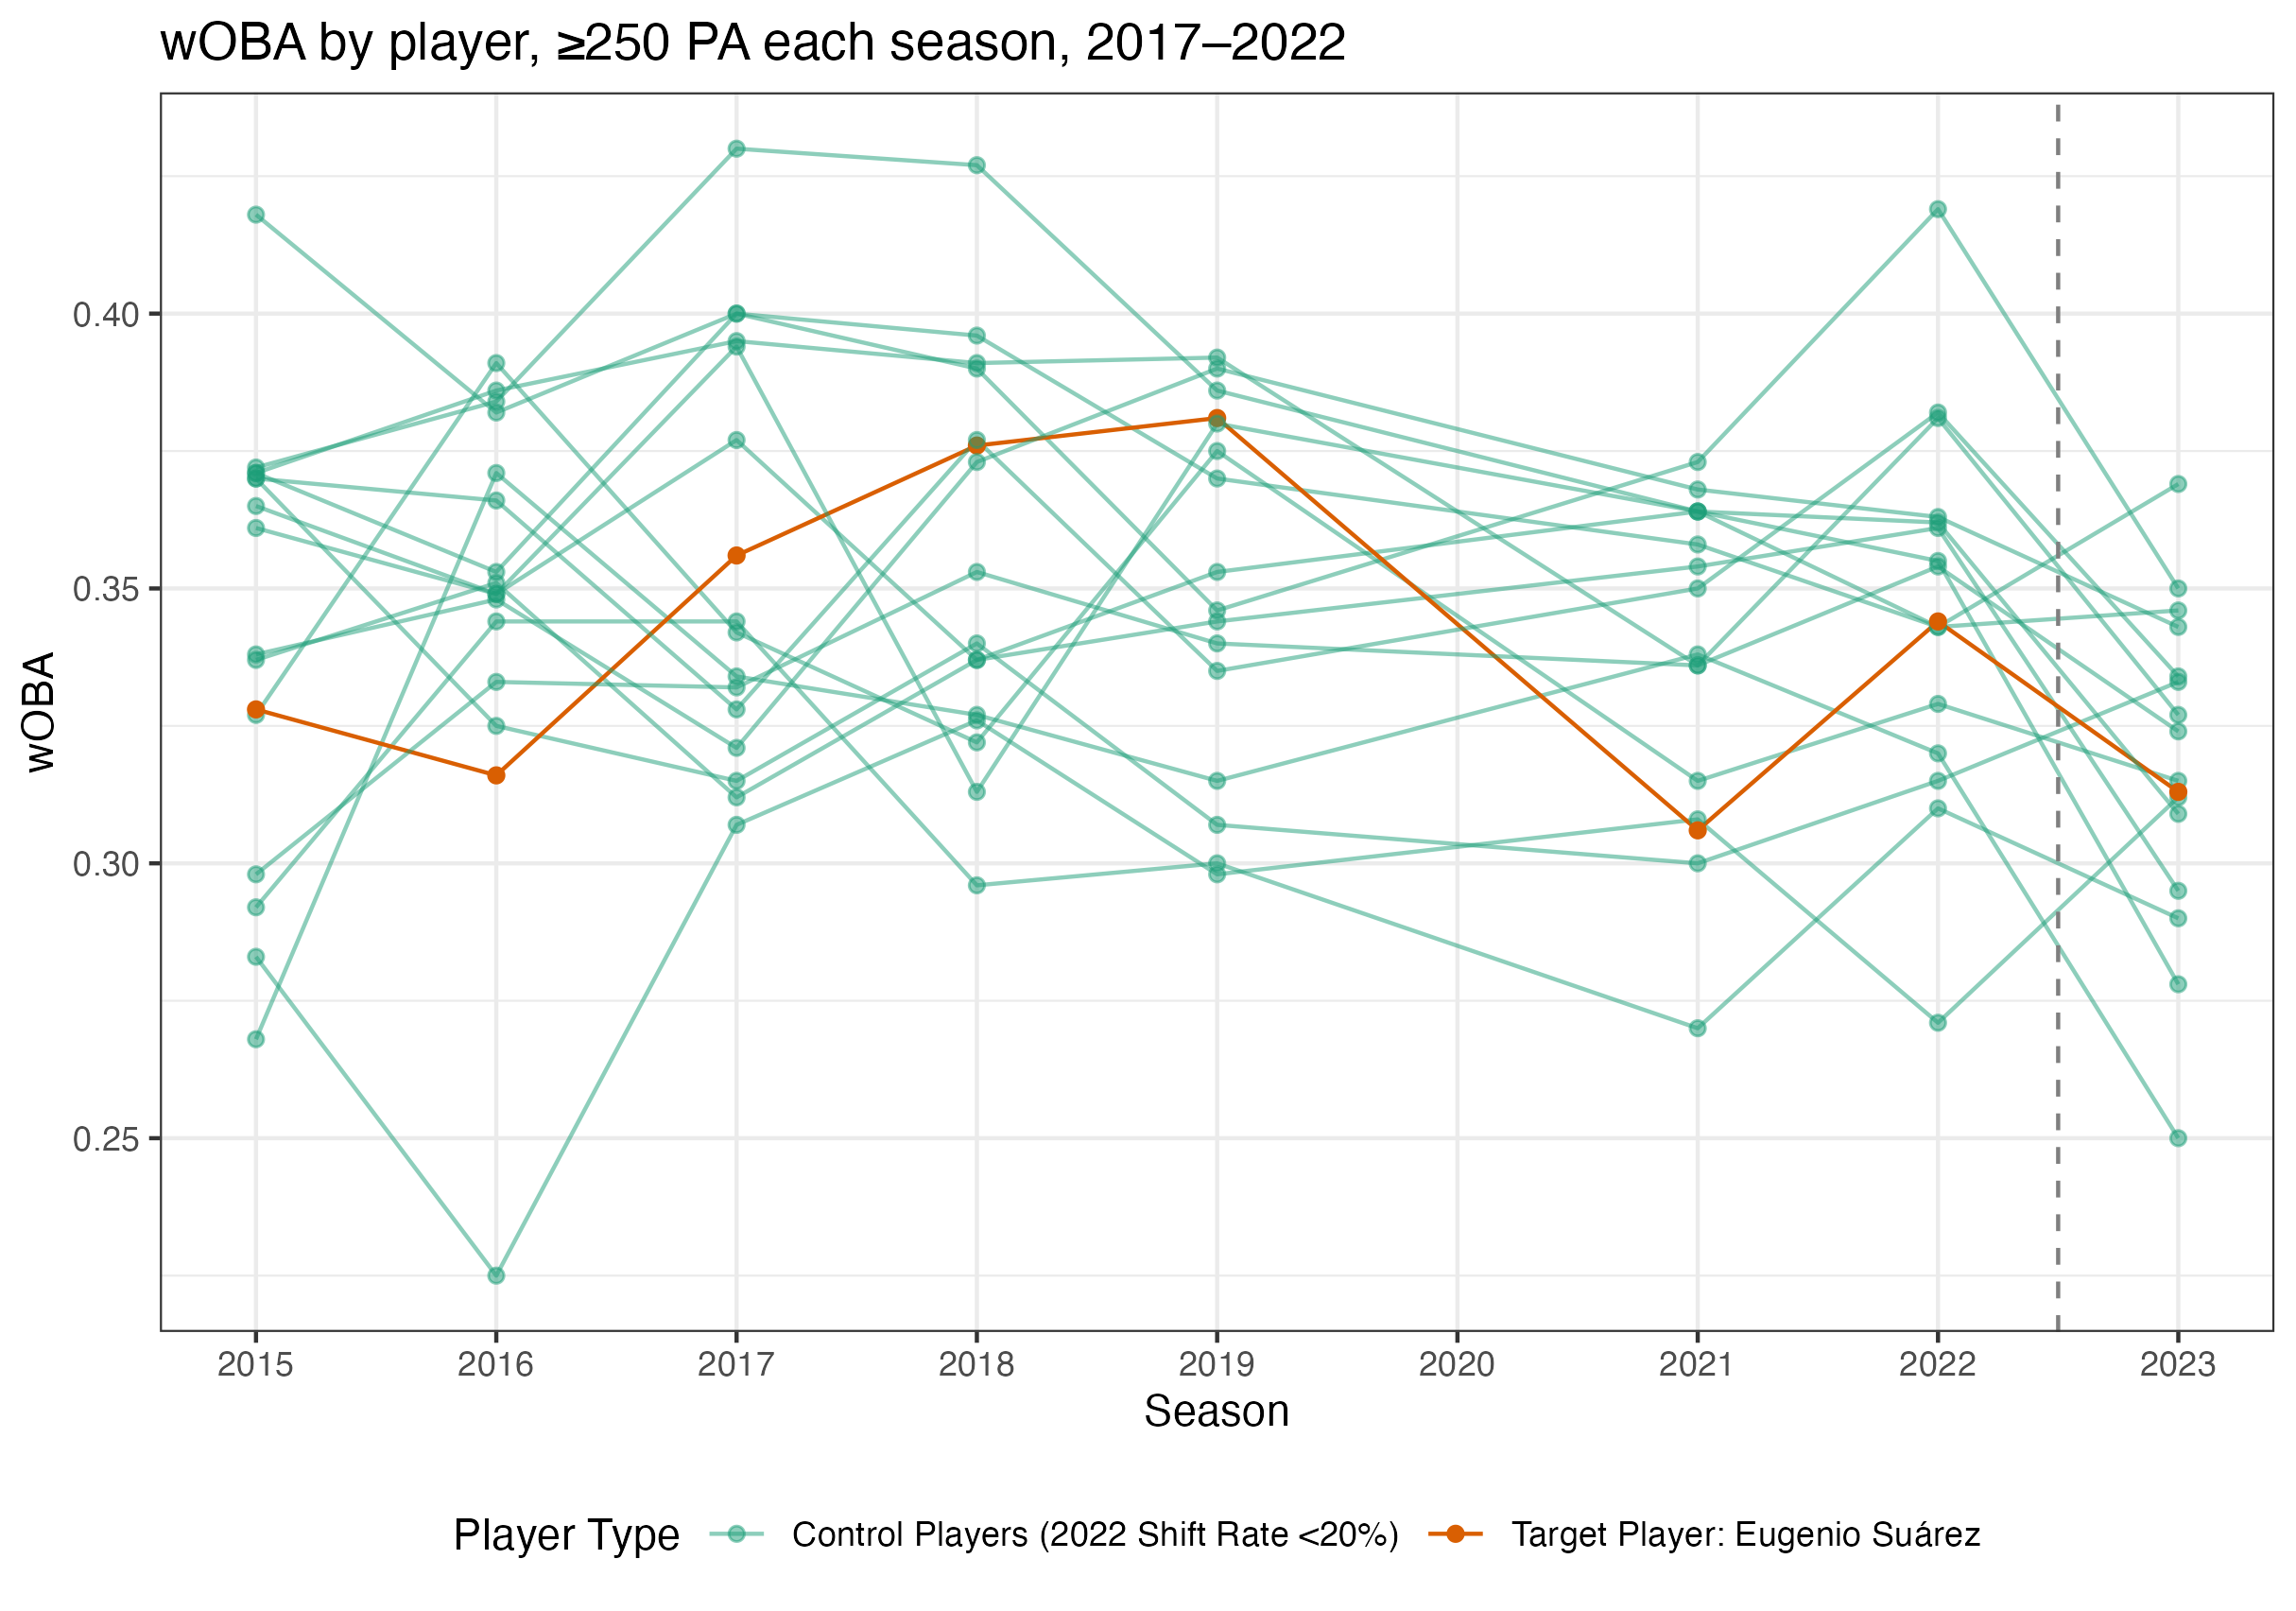 wOBA by player, ≥250 PA each season, 2017–2022
wOBA
0.40
0.35
0.30
0.25
2015 2016 2017 2018 2019 2020 2021 2022 2023
Season
Player Type Control Players (2022 Shift Rate <20%) Target Player: Eugenio Suárez